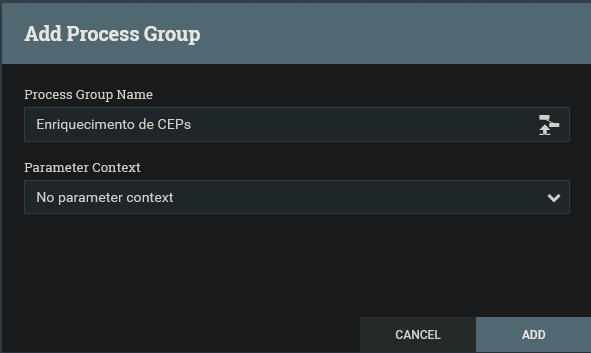 Add Process Group
Process Group Name
Enriquecimento de CEPs
Parameter Context
No parameter context
CANCEL
ADD